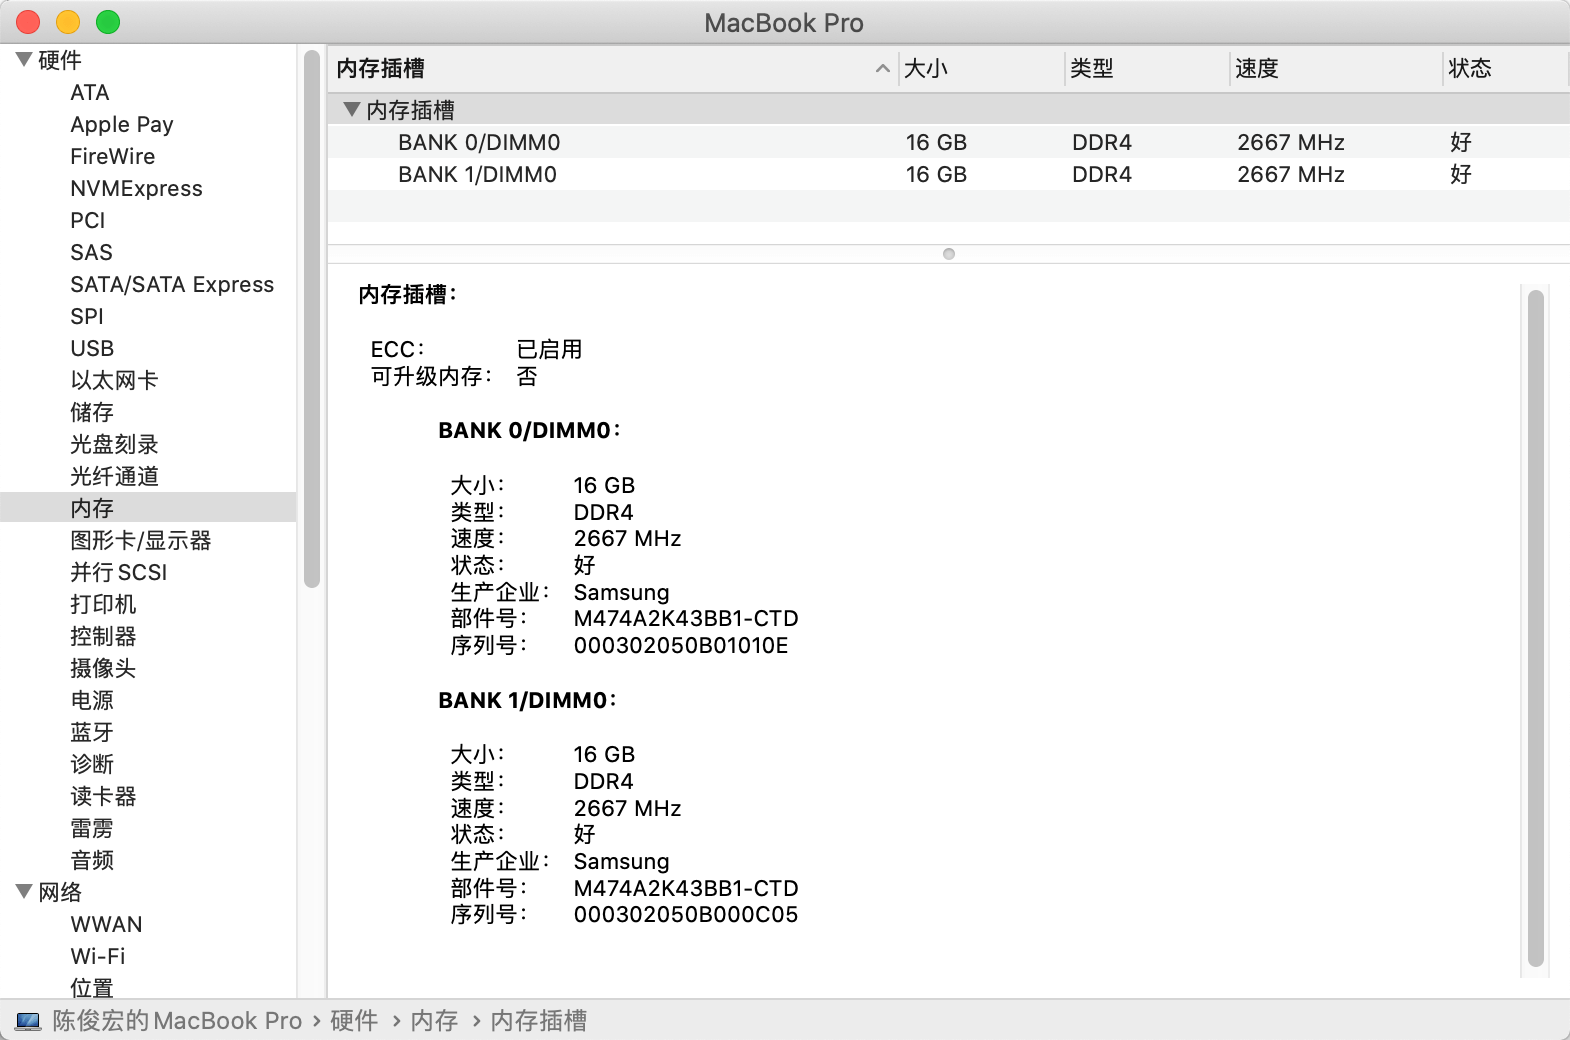 MacBook Pro
硬件
ATA
Apple Pay
FireWire
NVMExpress
PCI
SAS
SATA/SATA Express
SPI
USB
以太网卡
储存
光盘刻录
光纤通道
内存
图形卡/显示器
并行 SCSI
打印机
控制器
摄像头
电源
蓝牙
诊断
读卡器
雷雳
音频
网络
WWAN
Wi-Fi
位置
内存插槽 大小 类型 速度 状态
内存插槽
BANK 0/DIMM0 16 GB DDR4 2667 MHz 好
BANK 1/DIMM0 16 GB DDR4 2667 MHz 好
内存插槽：
ECC： 已启用
可升级内存： 否
BANK 0/DIMM0：
大小： 16 GB
类型： DDR4
速度： 2667 MHz
状态： 好
生产企业： Samsung
部件号： M474A2K43BB1-CTD
序列号： 000302050B01010E
BANK 1/DIMM0：
大小： 16 GB
类型： DDR4
速度： 2667 MHz
状态： 好
生产企业： Samsung
部件号： M474A2K43BB1-CTD
序列号： 000302050B000C05
陈俊宏的 MacBook Pro › 硬件 › 内存 › 内存插槽